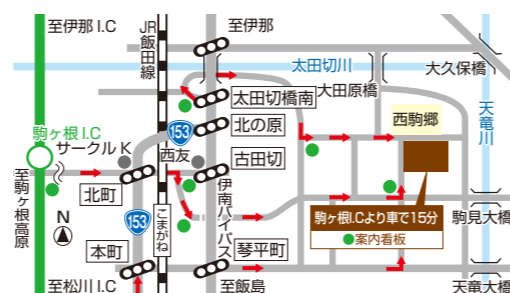 至伊那 I.C
JR飯田線
至伊那
太田切川
大久保橋
大田原橋
太田切橋南
天竜川
駒ヶ根 I.C
153
北の原
西駒郷
サークル K
西友
古田切
至駒ヶ根高原
北町
伊南バイパス
N
153
こまがね
駒ヶ根I.Cより車で15分
案内看板
駒見大橋
本町
琴平町
至松川 I.C
至飯島
天竜大橋